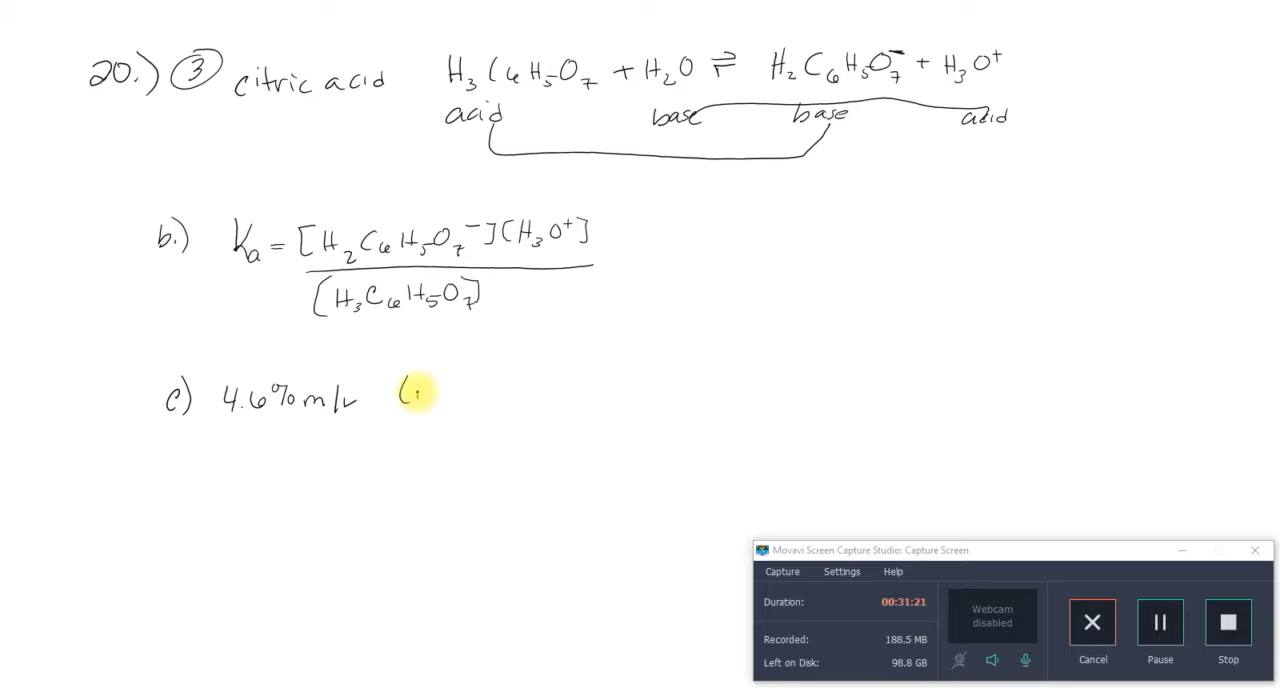 20.) ③ citric acid H₃C₆H₅O₇ + H₂O ⇌ H₂C₆H₅O₇⁻ + H₃O⁺
acid base base acid
b.) Ka = [H₂C₆H₅O₇⁻][H₃O⁺]
[H₃C₆H₅O₇]
c) 4.6% m/v (
Movavi Screen Capture Studio: Capture Screen
Capture Settings Help
Duration: 00:31:21
Webcam
disabled
Recorded: 188.5 MB
Left on Disk: 98.8 GB
Cancel Pause Stop